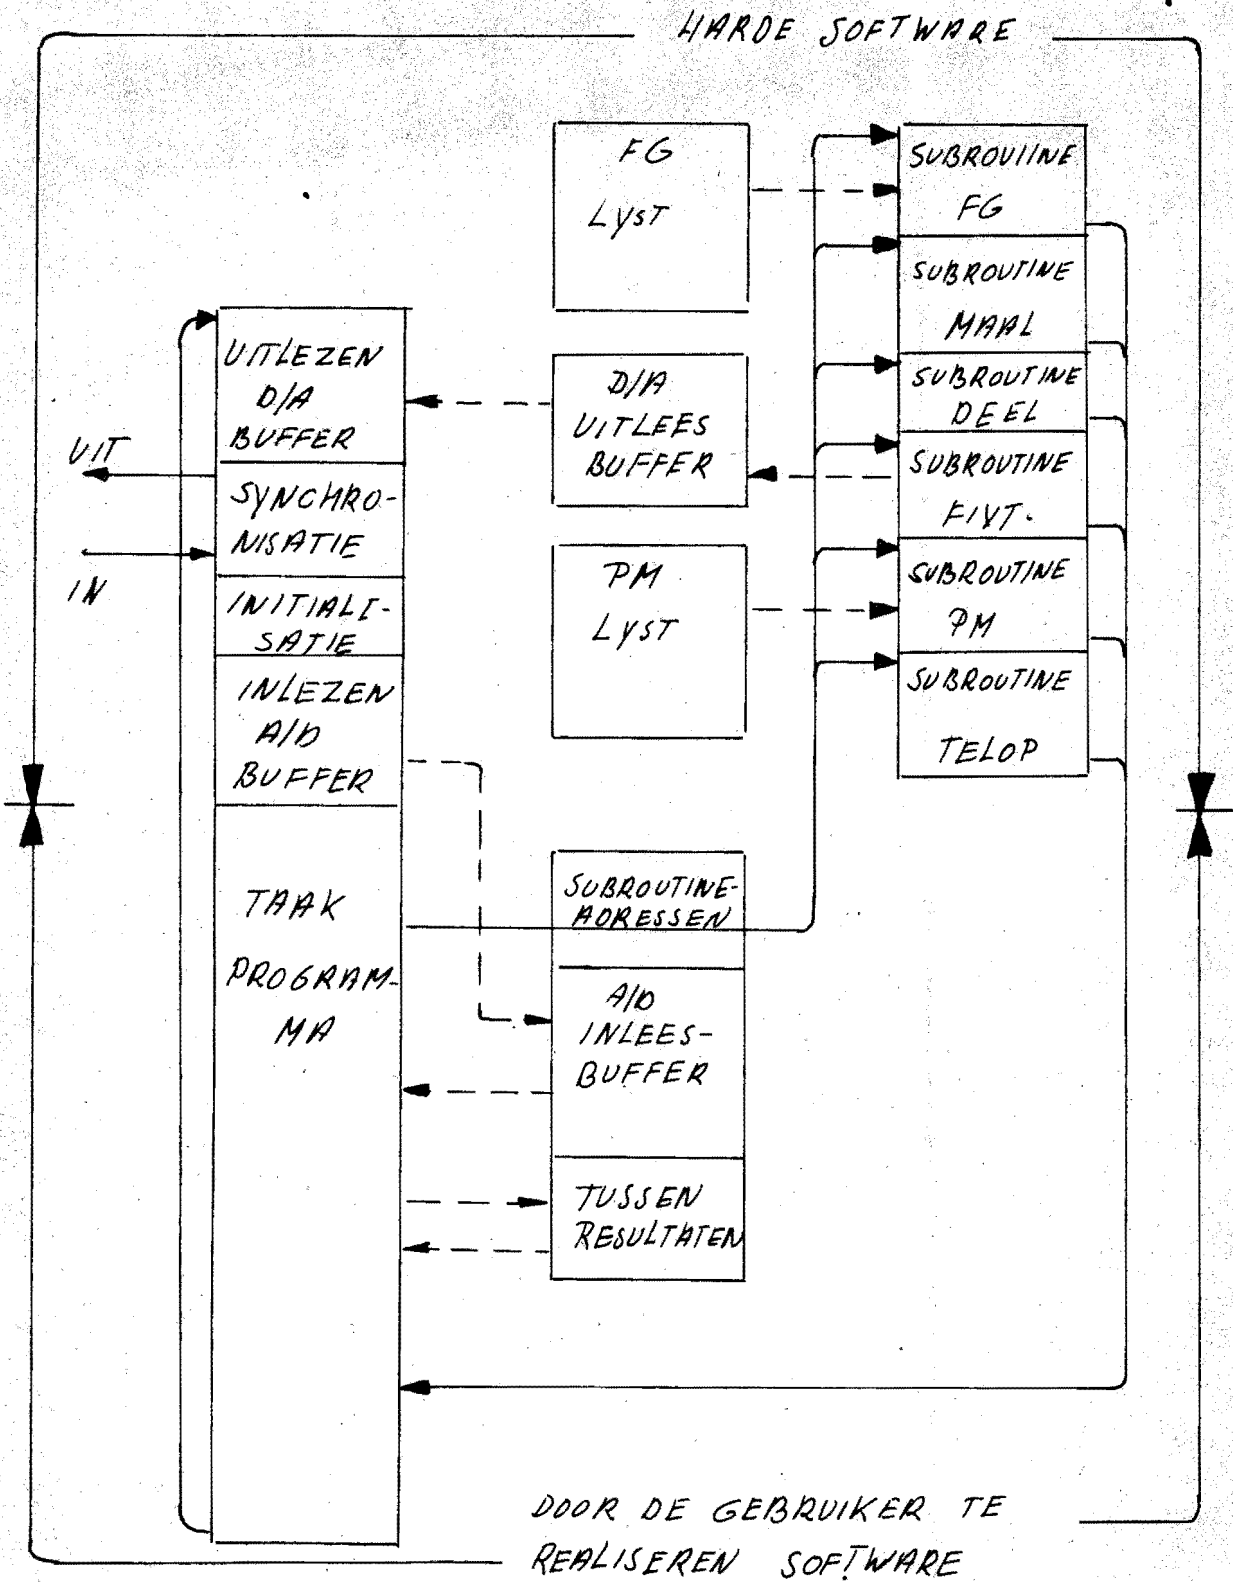 HARDE SOFTWARE
FG
LYST
SUBROUTINE
FG
SUBROUTINE
MAAL
SUBROUTINE
DEEL
SUBROUTINE
SUBROUTINE
PM
SUBROUTINE
TELOP
D/A
UITLEES
BUFFER
PM
LYST
UITLEZEN
D/A
BUFFER
UIT
SYNCHRO-
NISATIE
IN
INITIALI-
SATIE
INLEZEN
A/D
BUFFER
TAAK
PROGRAM-
MA
SUBROUTINE-
ADRESSEN
A/D
INLEES-
BUFFER
TUSSEN
RESULTATEN
DOOR DE GEBRUIKER TE
REALISEREN SOFTWARE